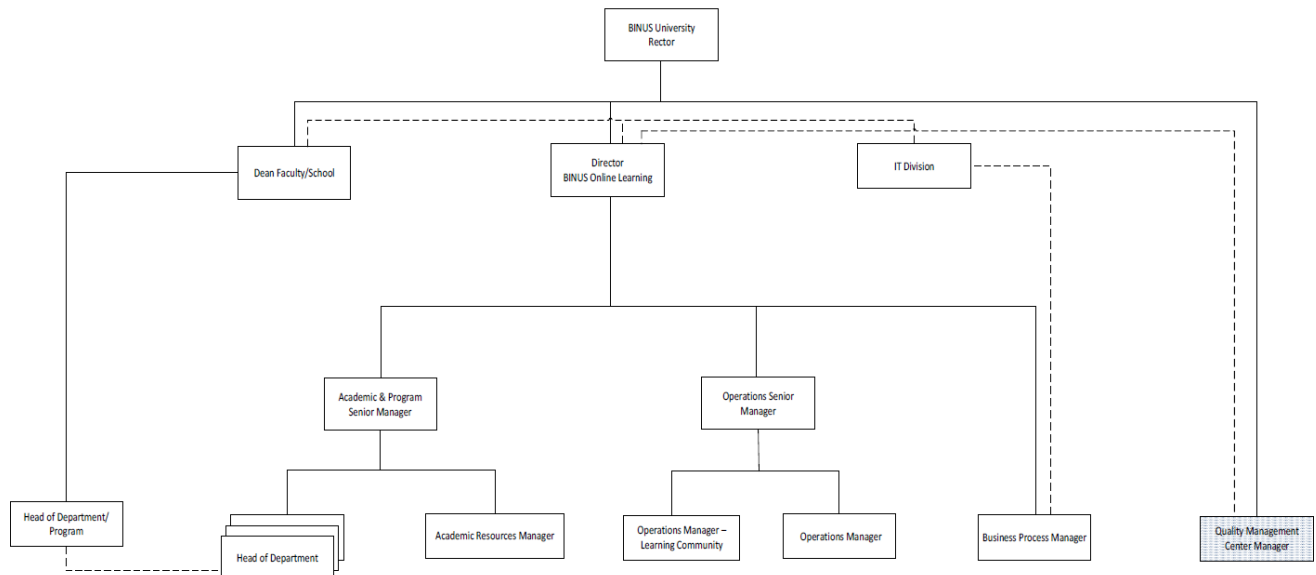 BINUS University
Rector
Dean Faculty/School
Director
BINUS Online Learning
IT Division
Academic & Program
Senior Manager
Operations Senior
Manager
Head of Department/
Program
Head of Department
Academic Resources Manager
Operations Manager –
Learning Community
Operations Manager
Business Process Manager
Quality Management
Center Manager